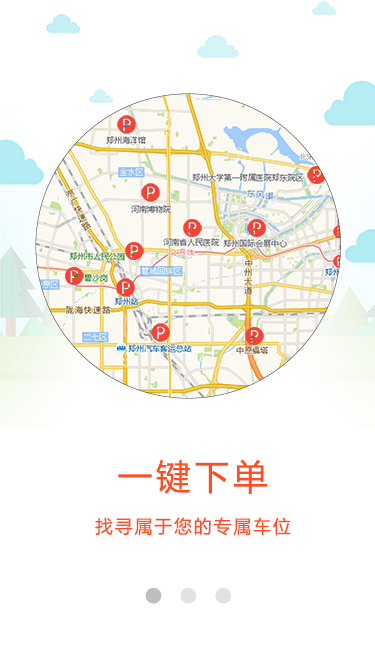 郑州海洋馆
金水区
郑州大学第一附属医院郑东院区
河南博物院
东风渠
河南省人民医院
郑州国际会展中心
郑州市人民公园
碧沙岗
管城回族区
中州大道
郑州站
陇海快速路
二七区
郑州汽车客运总站
中原福塔
一键下单
找寻属于您的专属车位